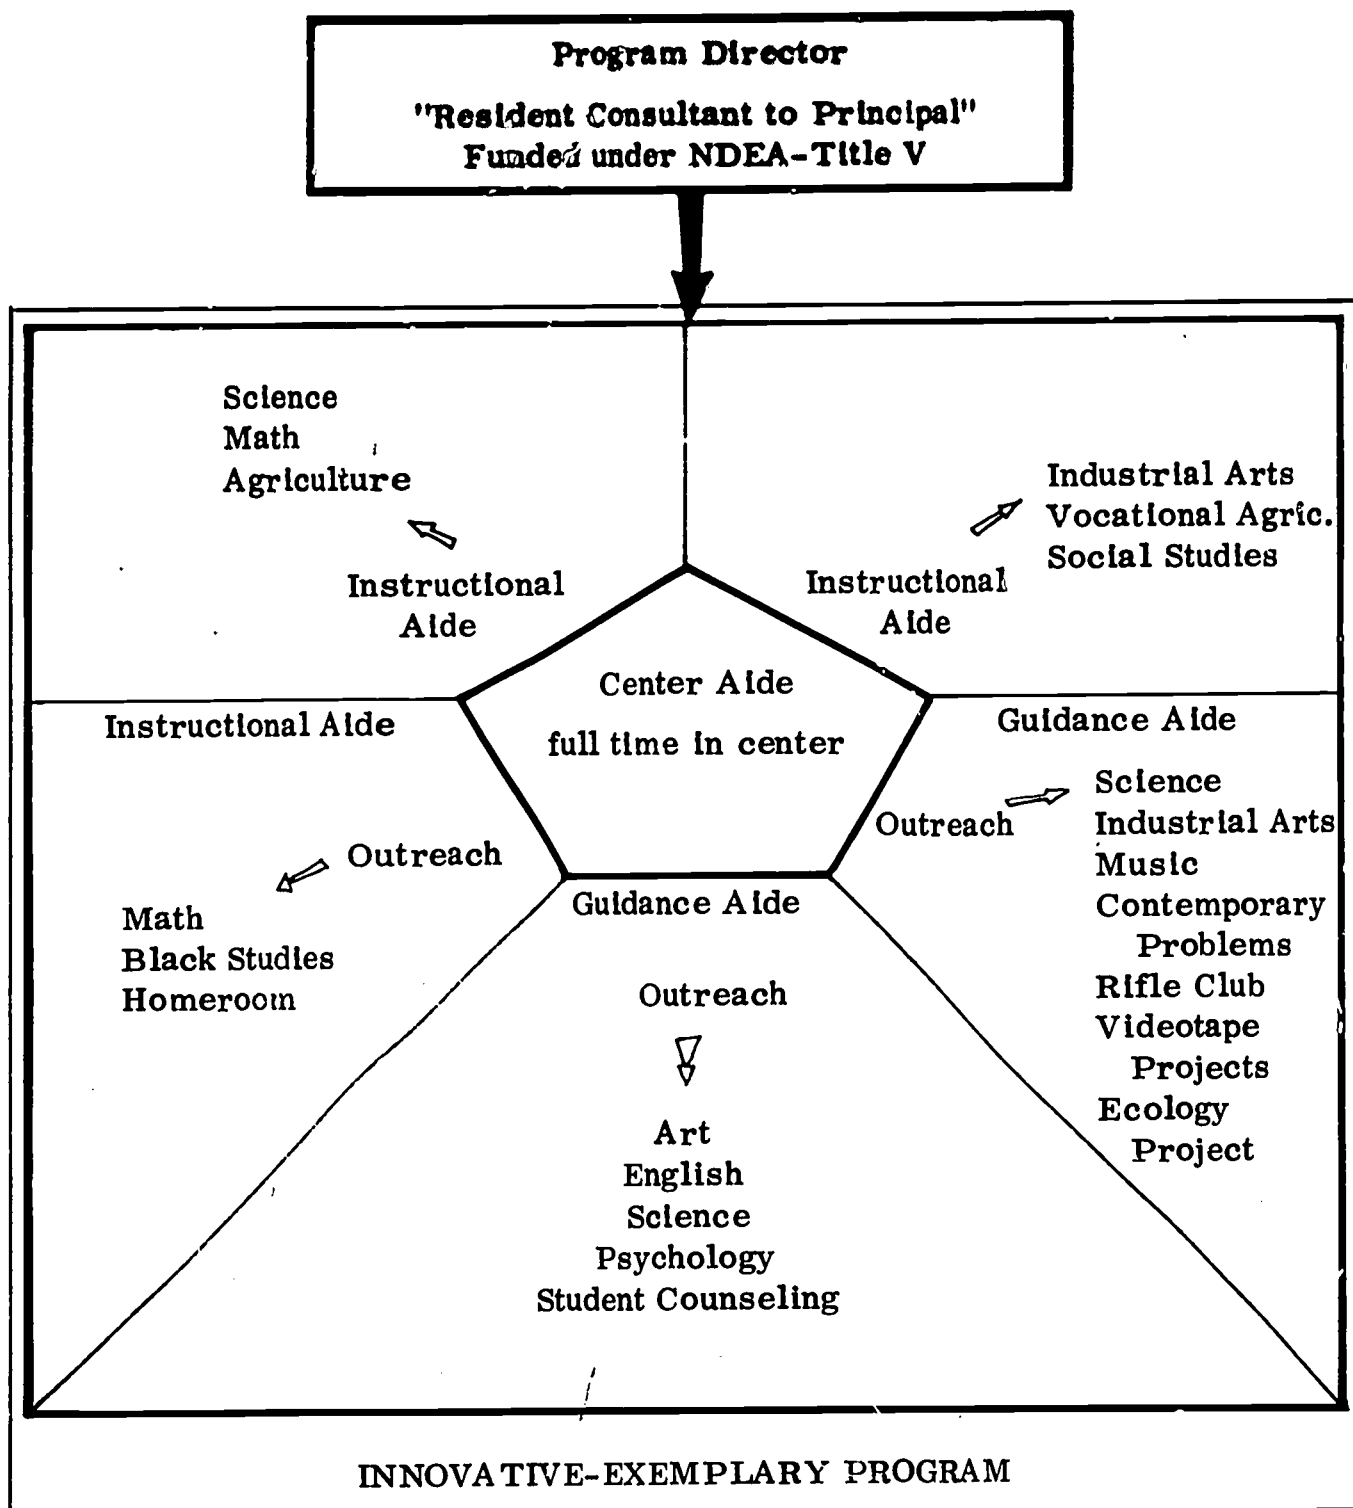 Program Director
"Resident Consultant to Principal"
Funded under NDEA-Title V
Science
Math
Agriculture
Instructional
Aide
Industrial Arts
Vocational Agric.
Social Studies
Instructional
Aide
Center Aide
full time in center
Instructional Aide
Outreach
Math
Black Studies
Homeroom
Guidance Aide
Outreach
Science
Industrial Arts
Music
Contemporary
Problems
Rifle Club
Videotape
Projects
Ecology
Project
Guidance Aide
Outreach
Art
English
Science
Psychology
Student Counseling
INNOVATIVE-EXEMPLARY PROGRAM